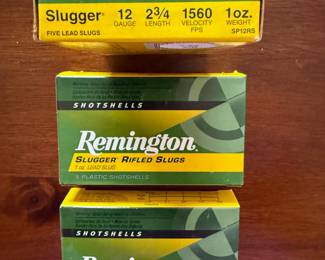 Slugger® 12 2¾ 1560 1oz.
GAUGE LENGTH VELOCITY WEIGHT
FIVE LEAD SLUGS FPS SP12RS
SHOTSHELLS
Remington
SLUGGER® RIFLED SLUGS
1 oz. LEAD SLUG
5 PLASTIC SHOTSHELLS
SHOTSHELLS
Remington